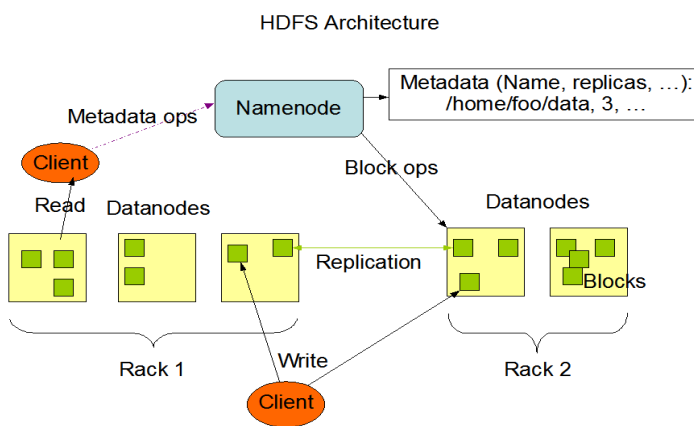 HDFS Architecture
Metadata (Name, replicas, ...):
/home/foo/data, 3, ...
Namenode
Metadata ops
Client
Block ops
Read
Datanodes
Datanodes
Replication
Blocks
Rack 1
Write
Rack 2
Client